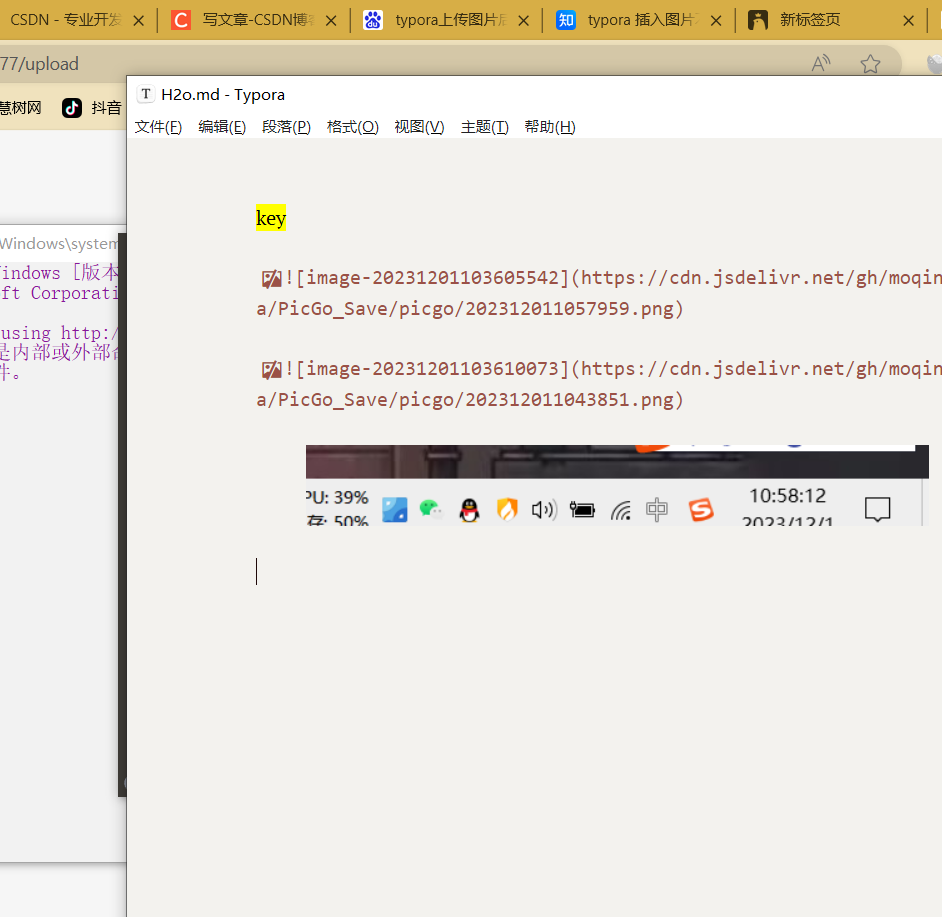 CSDN - 专业开发
写文章-CSDN博
typora上传图片后
typora 插入图片
新标签页
77/upload
慧树网
抖音
H2o.md - Typora
文件(F) 编辑(E) 段落(P) 格式(O) 视图(V) 主题(T) 帮助(H)
Windows\system
indows [版本
ft Corporati
using http:/
是内部或外部命
件。
key
![image-20231201103605542](https://cdn.jsdelivr.net/gh/moqin
a/PicGo_Save/picgo/202312011057959.png)
![image-20231201103610073](https://cdn.jsdelivr.net/gh/moqin
a/PicGo_Save/picgo/202312011043851.png)
PU: 39%
存: 50%
中
10:58:12
2023/12/1